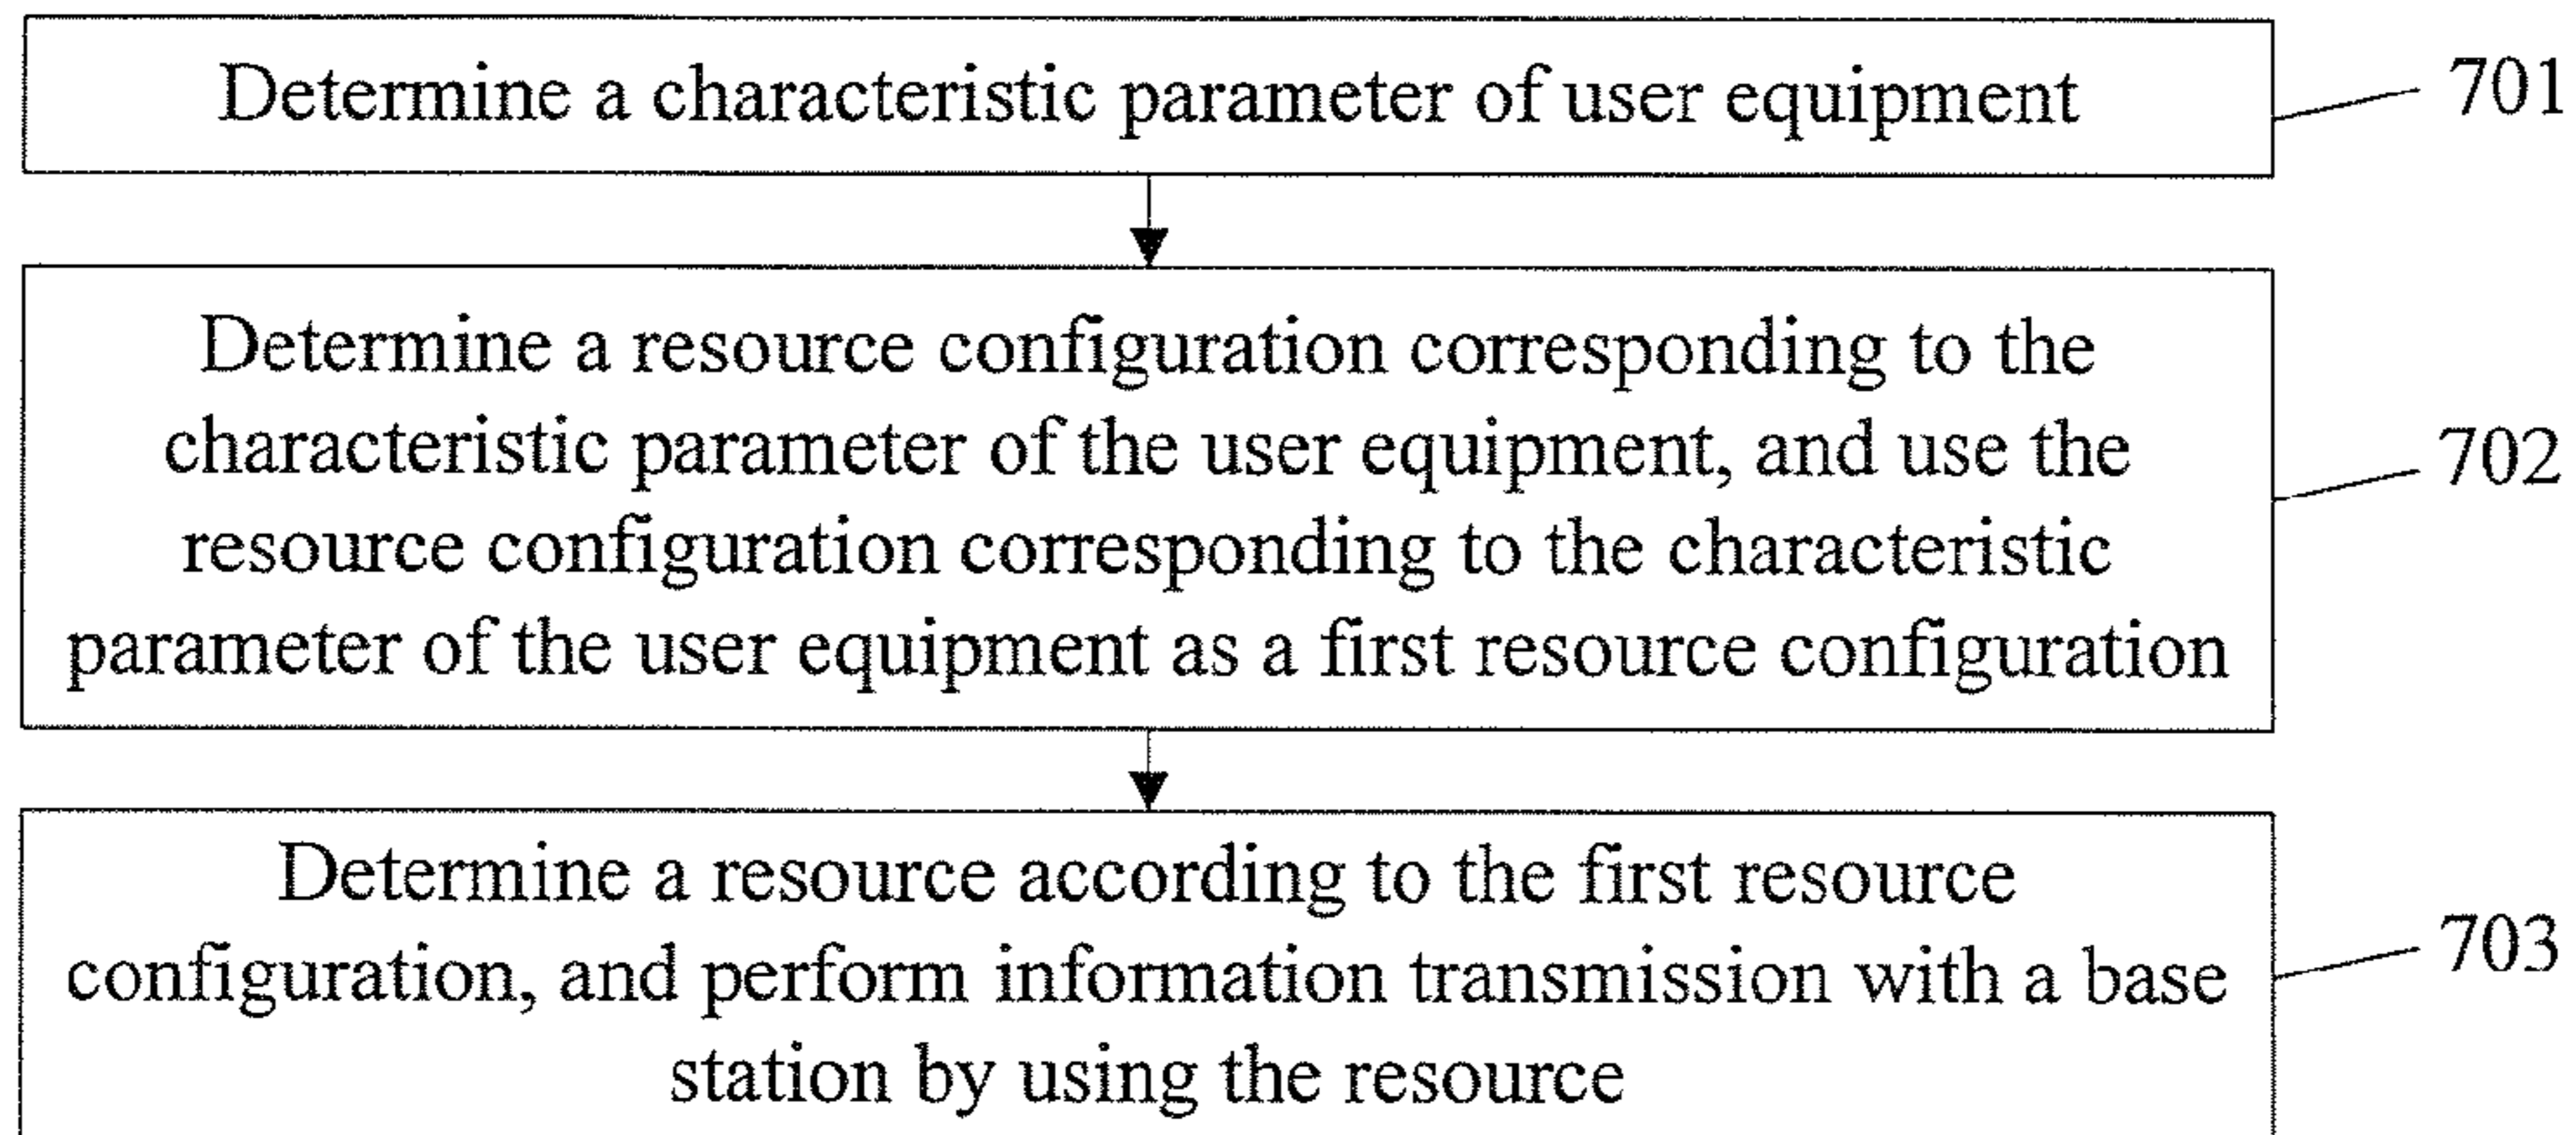 Determine a characteristic parameter of user equipment
701
Determine a resource configuration corresponding to the
characteristic parameter of the user equipment, and use the
resource configuration corresponding to the characteristic
parameter of the user equipment as a first resource configuration
702
Determine a resource according to the first resource
configuration, and perform information transmission with a base
station by using the resource
703